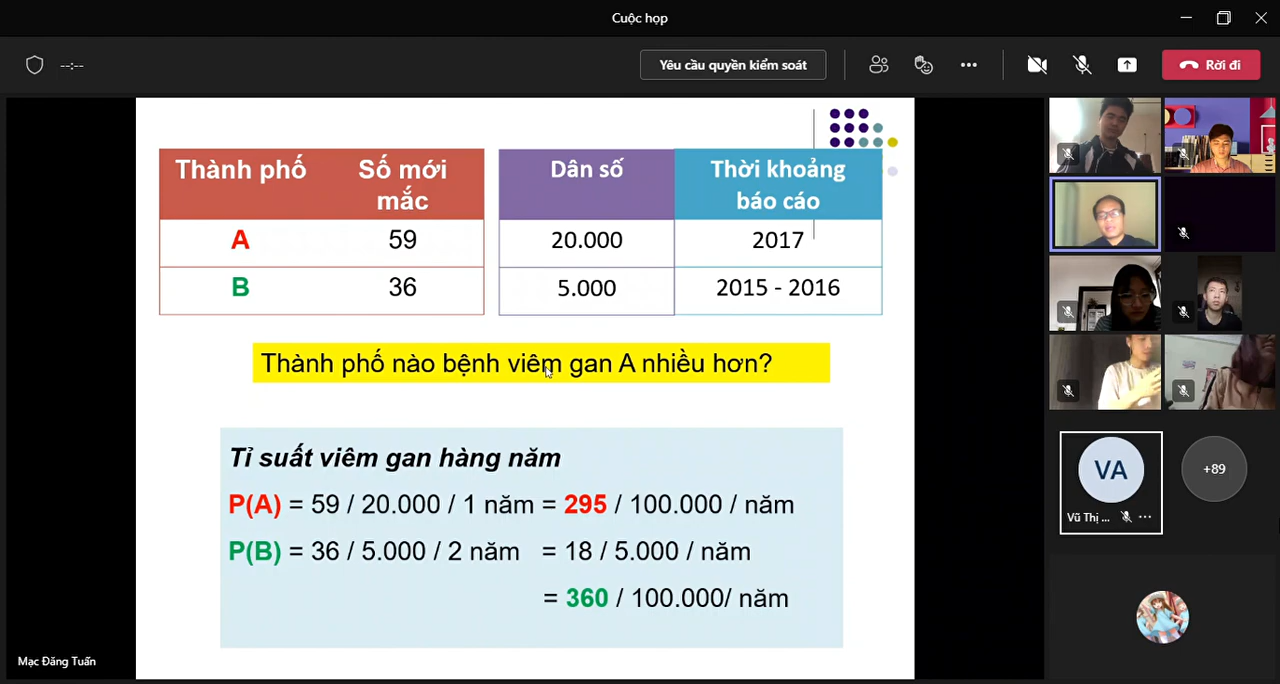 Cuộc họp
--:--
Yêu cầu quyền kiểm soát
Rời đi
Thành phố Số mới mắc Dân số Thời khoảng báo cáo
A 59 20.000 2017
B 36 5.000 2015 - 2016
Thành phố nào bệnh viêm gan A nhiều hơn?
Tỉ suất viêm gan hàng năm
P(A) = 59 / 20.000 / 1 năm = 295 / 100.000 / năm
P(B) = 36 / 5.000 / 2 năm = 18 / 5.000 / năm
= 360 / 100.000/ năm
Mạc Đăng Tuấn
VA
Vũ Thị ...
+89